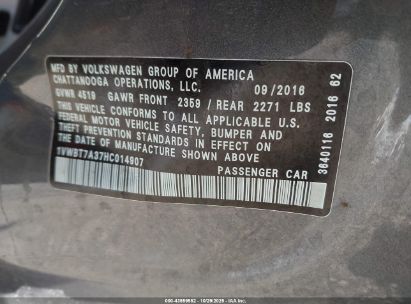 MFD BY VOLKSWAGEN GROUP OF AMERICA
CHATTANOOGA OPERATIONS, LLC. 09/2016
GVWR 4519 GAWR FRONT 2359 / REAR 2271 LBS
THIS VEHICLE CONFORMS TO ALL APPLICABLE U.S.
FEDERAL MOTOR VEHICLE SAFETY, BUMPER AND
THEFT PREVENTION STANDARDS IN EFFECT ON
THE DATE OF MANUFACTURE SHOWN ABOVE
1VWBT7A37HC014907
PASSENGER CAR
3640116 2016 62